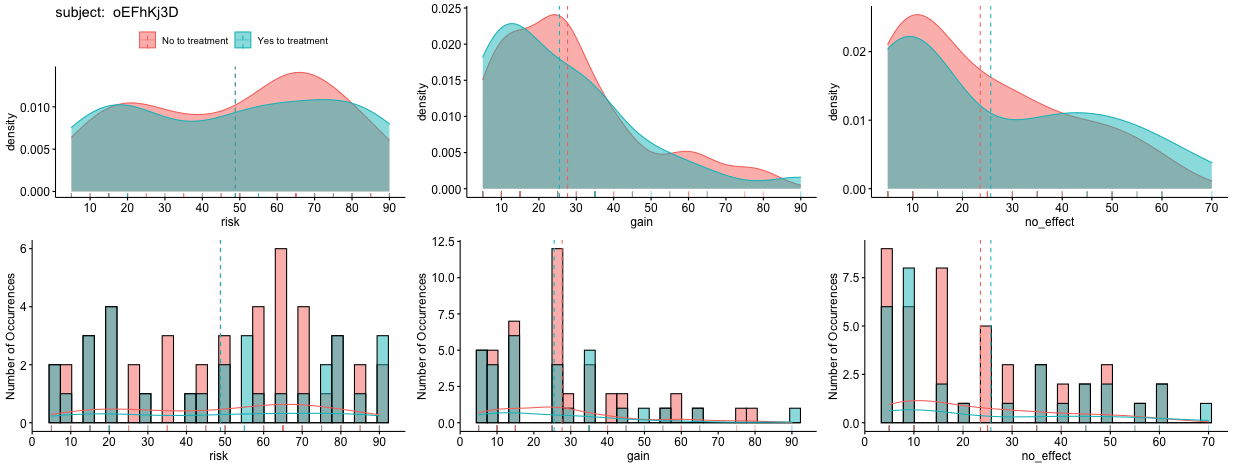 subject: oEFhKj3D
No to treatment
Yes to treatment
density
0.010
0.005
0.000
10 20 30 40 50 60 70 80 90
risk
density
0.025
0.020
0.015
0.010
0.005
0.000
10 20 30 40 50 60 70 80 90
gain
density
0.02
0.01
0.00
10 20 30 40 50 60 70
no_effect
Number of Occurrences
6
4
2
0
0 10 20 30 40 50 60 70 80 90
risk
Number of Occurrences
12.5
10.0
7.5
5.0
2.5
0.0
0 10 20 30 40 50 60 70 80 90
gain
Number of Occurrences
7.5
5.0
2.5
0.0
0 10 20 30 40 50 60 70
no_effect